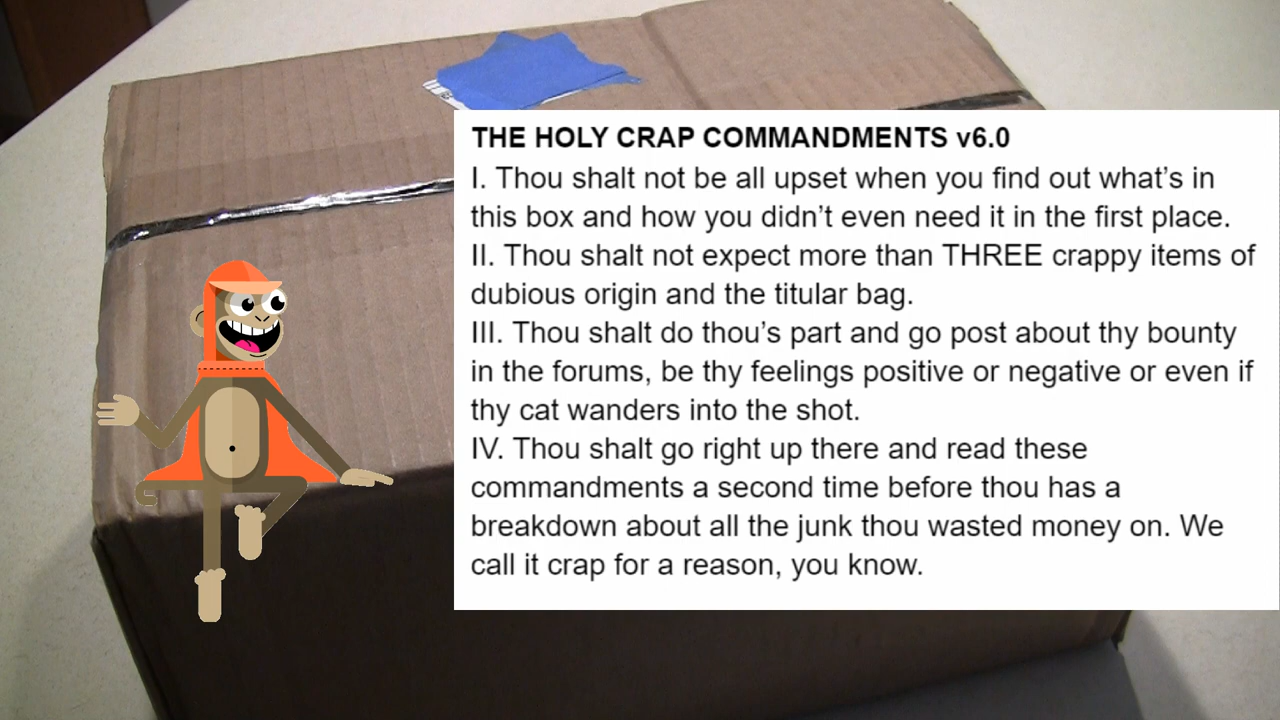 THE HOLY CRAP COMMANDMENTS v6.0
I. Thou shalt not be all upset when you find out what’s in
this box and how you didn’t even need it in the first place.
II. Thou shalt not expect more than THREE crappy items of
dubious origin and the titular bag.
III. Thou shalt do thou’s part and go post about thy bounty
in the forums, be thy feelings positive or negative or even if
thy cat wanders into the shot.
IV. Thou shalt go right up there and read these
commandments a second time before thou has a
breakdown about all the junk thou wasted money on. We
call it crap for a reason, you know.